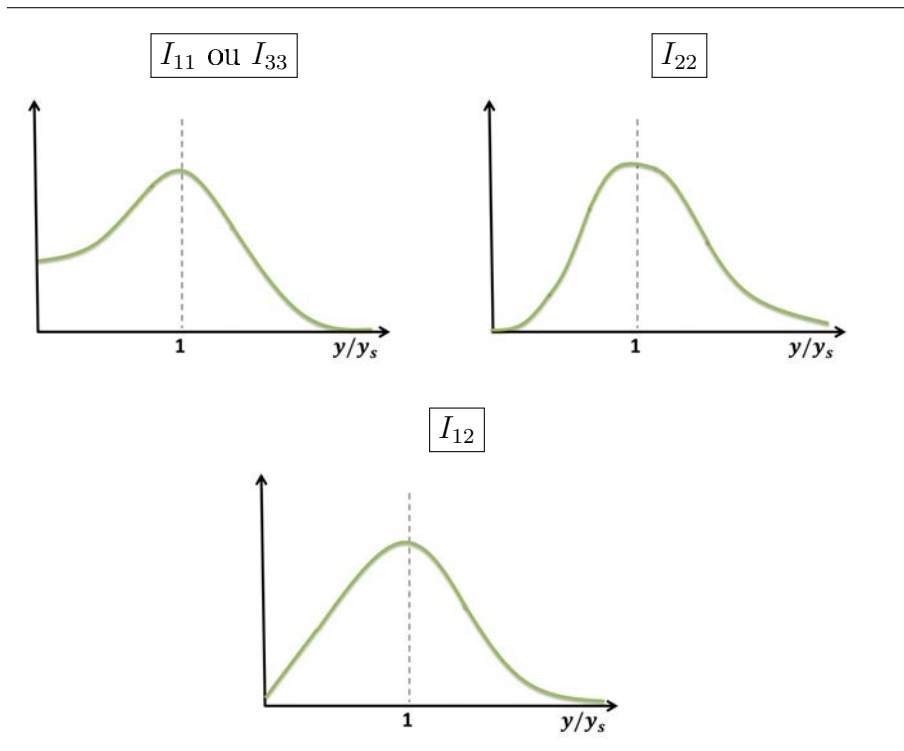 I₁₁ ou I₃₃
I₂₂
1
y/yₛ
1
y/yₛ
I₁₂
1
y/yₛ